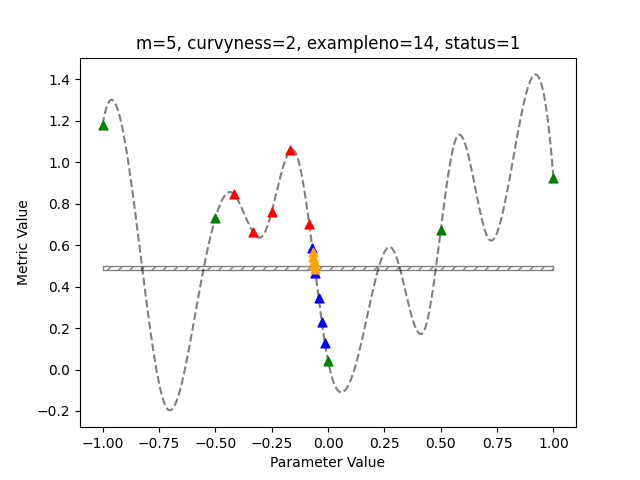 m=5, curvyness=2, exampleno=14, status=1
Metric Value
1.4
1.2
1.0
0.8
0.6
0.4
0.2
0.0
−0.2
−1.00 −0.75 −0.50 −0.25 0.00 0.25 0.50 0.75 1.00
Parameter Value